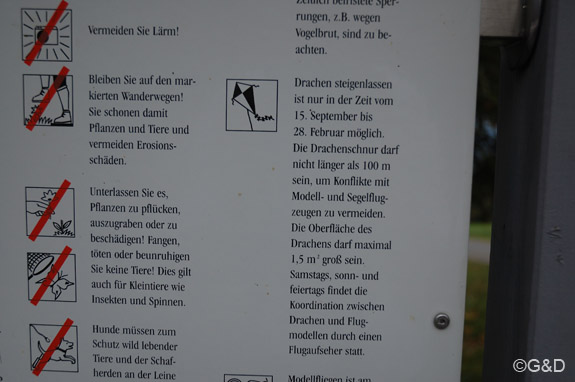 Vermeiden Sie Lärm!
Bleiben Sie auf den mar-
kierten Wanderwegen!
Sie schonen damit
Pflanzen und Tiere und
vermeiden Erosions-
schäden.
Unterlassen Sie es,
Pflanzen zu pflücken,
auszugraben oder zu
beschädigen! Fangen,
töten oder beunruhigen
Sie keine Tiere! Dies gilt
auch für Kleintiere wie
Insekten und Spinnen.
Hunde müssen zum
Schutz wild lebender
Tiere und der Schaf-
herden an der Leine
Zeitlich befristete Sper-
rungen, z.B. wegen
Vogelbrut, sind zu be-
achten.
Drachen steigenlassen
ist nur in der Zeit vom
15. September bis
28. Februar möglich.
Die Drachenschnur darf
nicht länger als 100 m
sein, um Konflikte mit
Modell- und Segelflug-
zeugen zu vermeiden.
Die Oberfläche des
Drachens darf maximal
1,5 m² groß sein.
Samstags, sonn- und
feiertags findet die
Koordination zwischen
Drachen und Flug-
modellen durch einen
Flugaufseher statt.
Modellfliegen ist am
©G&D